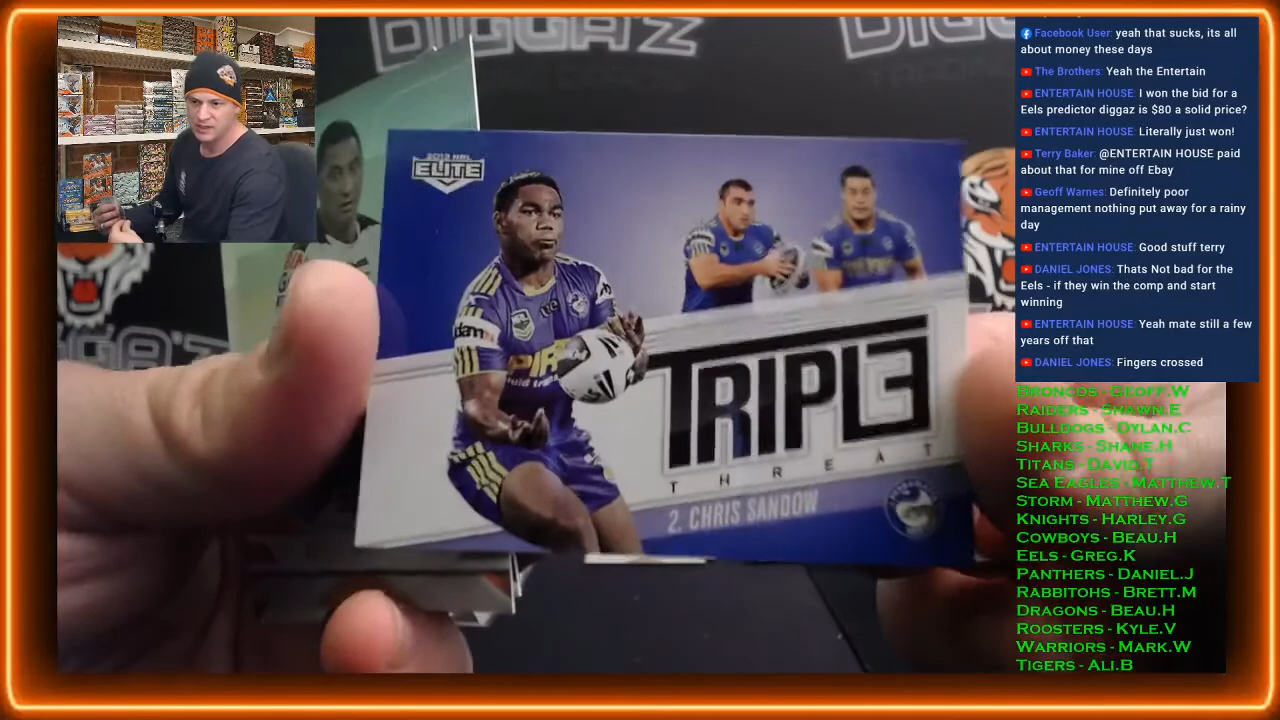 DIGGA'Z
DIGGA'Z
2013 NRL
ELITE
TRIPL3
THREAT
2. CHRIS SANDOW
Facebook User: yeah that sucks, its all
about money these days
The Brothers: Yeah the Entertain
ENTERTAIN HOUSE: I won the bid for a
Eels predictor diggaz is $80 a solid price?
ENTERTAIN HOUSE: Literally just won!
Terry Baker: @ENTERTAIN HOUSE paid
about that for mine off Ebay
Geoff Warnes: Definitely poor
management nothing put away for a rainy
day
ENTERTAIN HOUSE: Good stuff terry
DANIEL JONES: Thats Not bad for the
Eels - if they win the comp and start
winning
ENTERTAIN HOUSE: Yeah mate still a few
years off that
DANIEL JONES: Fingers crossed
BRONCOS - GEOFF.W
RAIDERS - SHAWN.E
BULLDOGS - DYLAN.C
SHARKS - SHANE.H
TITANS - DAVID.T
SEA EAGLES - MATTHEW.T
STORM - MATTHEW.G
KNIGHTS - HARLEY.G
COWBOYS - BEAU.H
EELS - GREG.K
PANTHERS - DANIEL.J
RABBITOHS - BRETT.M
DRAGONS - BEAU.H
ROOSTERS - KYLE.V
WARRIORS - MARK.W
TIGERS - ALI.B